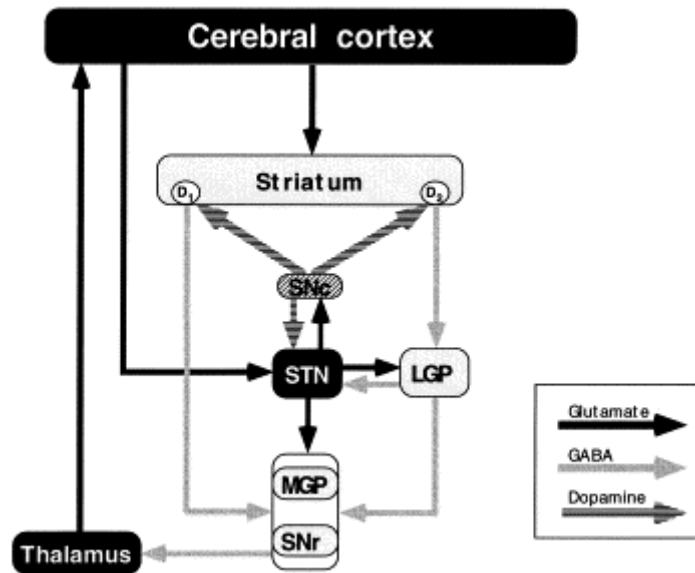 Cerebral cortex
Striatum
D1
D2
SNc
STN
LGP
MGP
SNr
Thalamus
Glutamate
GABA
Dopamine